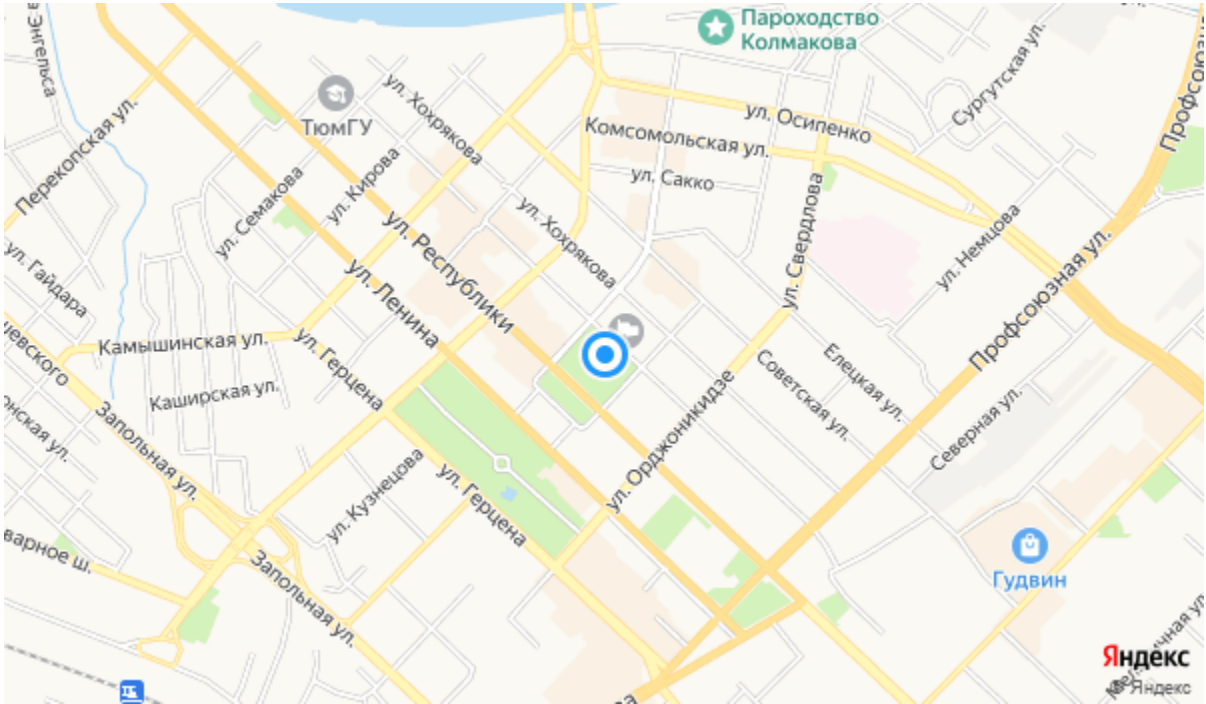 Энгельса
Пароходство
Колмакова
Сургутская ул.
Профсоюзная
ТюмГУ
ул. Хохрякова
ул. Осипенко
Комсомольская ул.
Перекопская ул.
ул. Кирова
ул. Сакко
ул. Семакова
ул. Хохрякова
ул. Свердлова
ул. Немцова
ул. Республики
ул. Гайдара
ул. Ленина
Профсоюзная ул.
Камышинская ул.
ул. Герцена
Каширская ул.
Елецкая ул.
Советская ул.
Северная ул.
ул. Орджоникидзе
Запольная ул.
ул. Кузнецова
ул. Герцена
Запольная ул.
Гудвин
Яндекс
© Яндекс